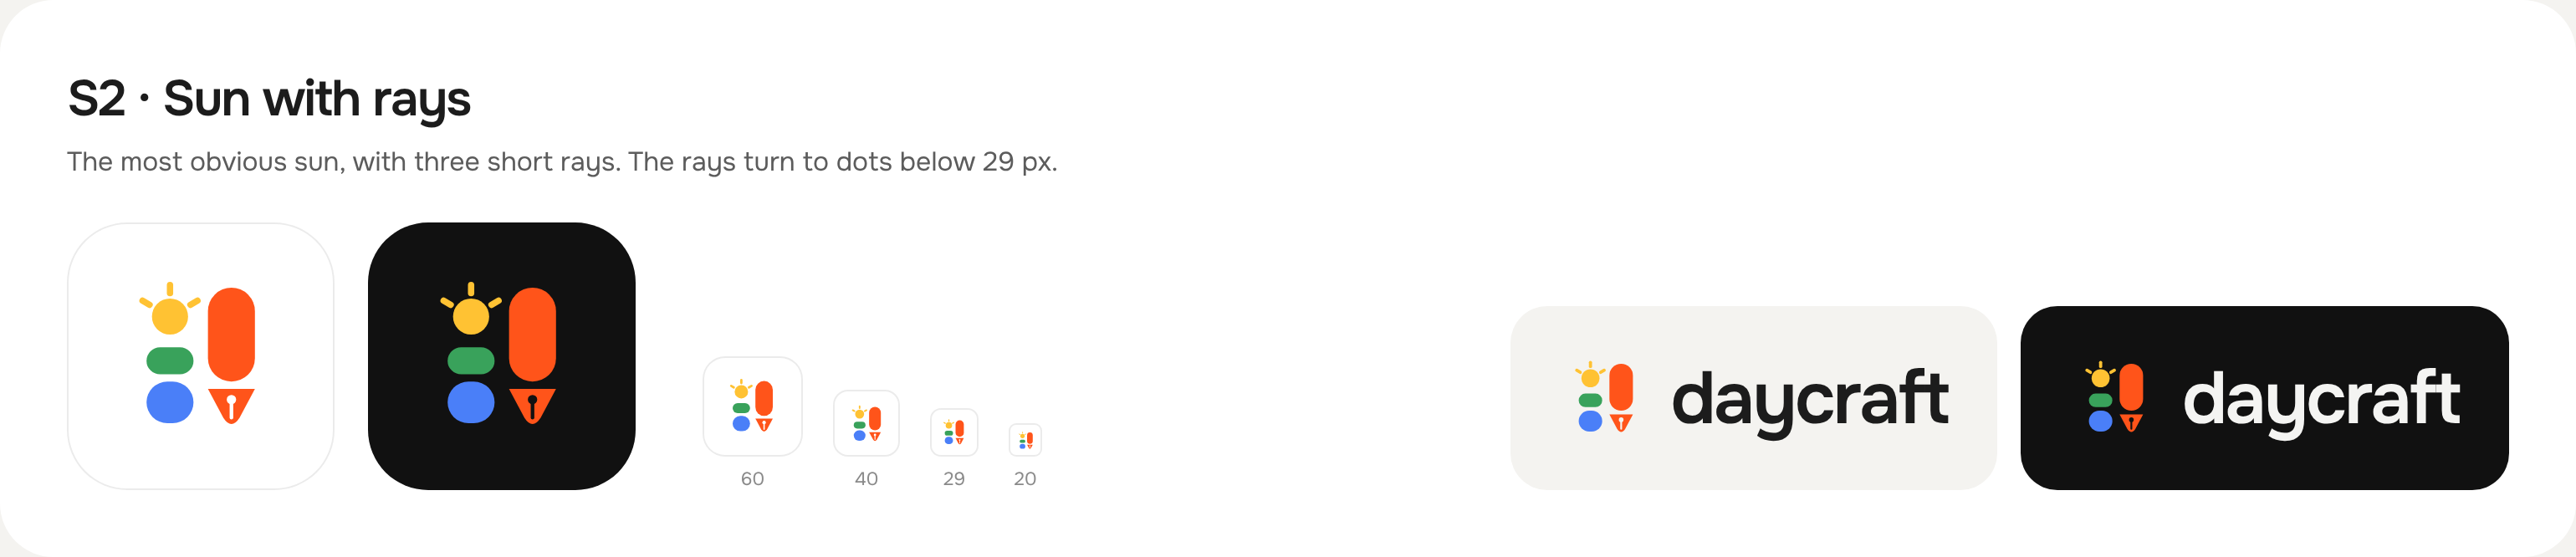 S2 · Sun with rays
The most obvious sun, with three short rays. The rays turn to dots below 29 px.
60
40
29
20
daycraft
daycraft